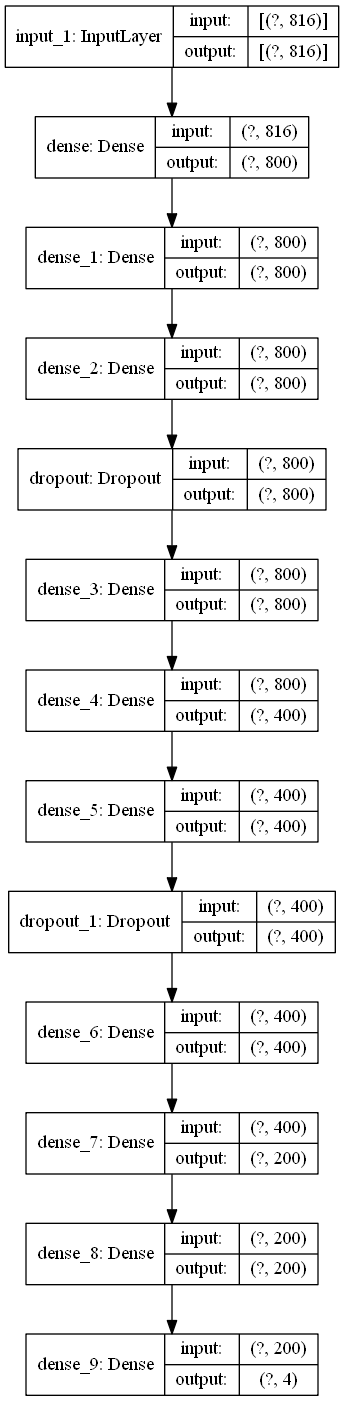 input_1: InputLayer input: [(?, 816)]
output: [(?, 816)]
dense: Dense input: (?, 816)
output: (?, 800)
dense_1: Dense input: (?, 800)
output: (?, 800)
dense_2: Dense input: (?, 800)
output: (?, 800)
dropout: Dropout input: (?, 800)
output: (?, 800)
dense_3: Dense input: (?, 800)
output: (?, 800)
dense_4: Dense input: (?, 800)
output: (?, 400)
dense_5: Dense input: (?, 400)
output: (?, 400)
dropout_1: Dropout input: (?, 400)
output: (?, 400)
dense_6: Dense input: (?, 400)
output: (?, 400)
dense_7: Dense input: (?, 400)
output: (?, 200)
dense_8: Dense input: (?, 200)
output: (?, 200)
dense_9: Dense input: (?, 200)
output: (?, 4)